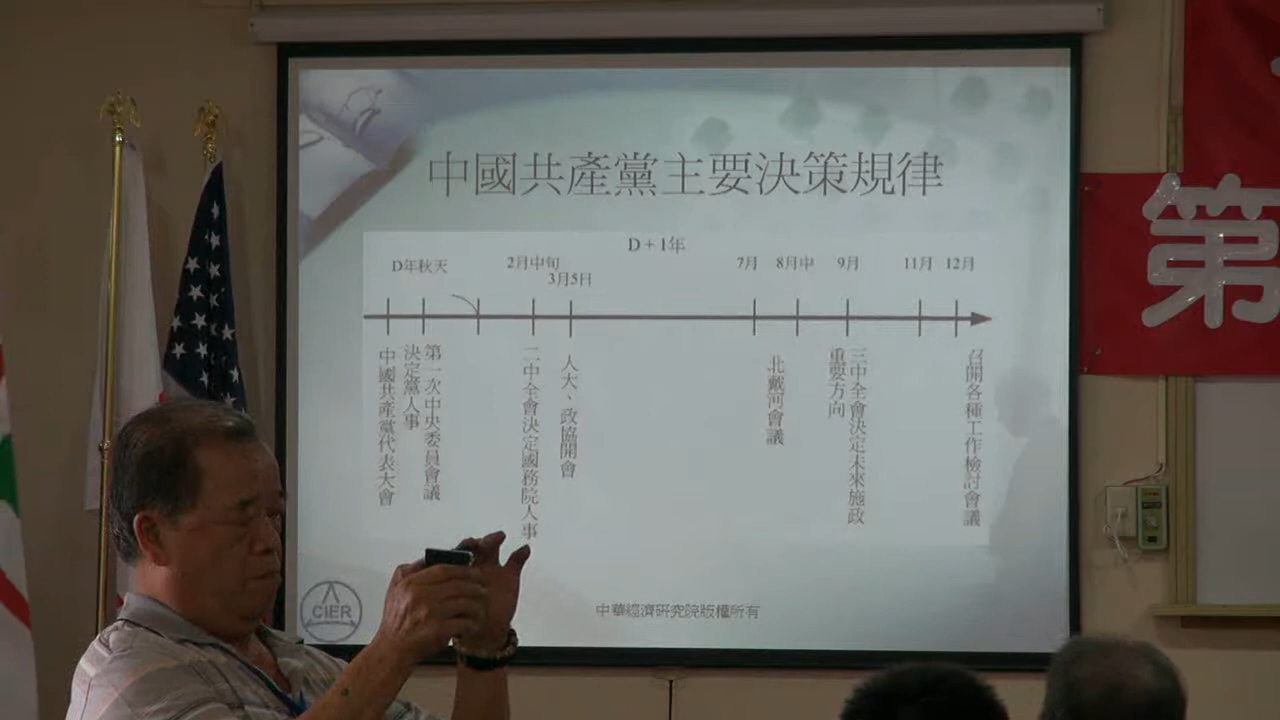 中國共產黨主要決策規律
D + 1年
D年秋天
2月中旬
3月5日
7月
8月中
9月
11月
12月
中國共產黨代表大會
決定黨人事
第一次中央委員會議
二中全會決定國務院人事
人大、政協開會
北戴河會議
重要方向
三中全會決定未來施政
召開各種工作檢討會議
CIER
中華經濟研究院版權所有
第